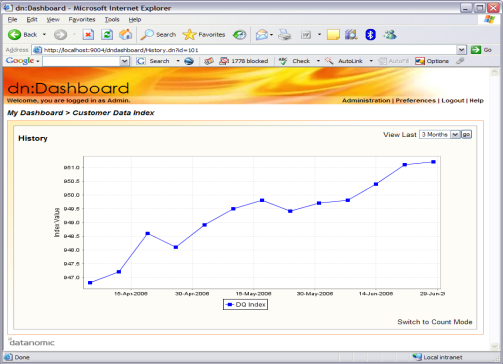 dn:Dashboard - Microsoft Internet Explorer
File Edit View Favorites Tools Help
Back Search Favorites
Address http://localhost:9004/dndashboard/History.dn?id=101 Go
Google Search 1778 blocked Check AutoLink AutoFill Options
dn:Dashboard
Welcome, you are logged in as Admin.
Administration | Preferences | Logout | Help
My Dashboard > Customer Data Index
History
View Last 3 Months go
951.0
950.5
950.0
949.5
949.0
948.5
948.0
947.5
947.0
Index Value
16-Apr-2006 30-Apr-2006 15-May-2006 30-May-2006 14-Jun-2006 29-Jun-2
DQ Index
Switch to Count Mode
datanomic
Done Local intranet